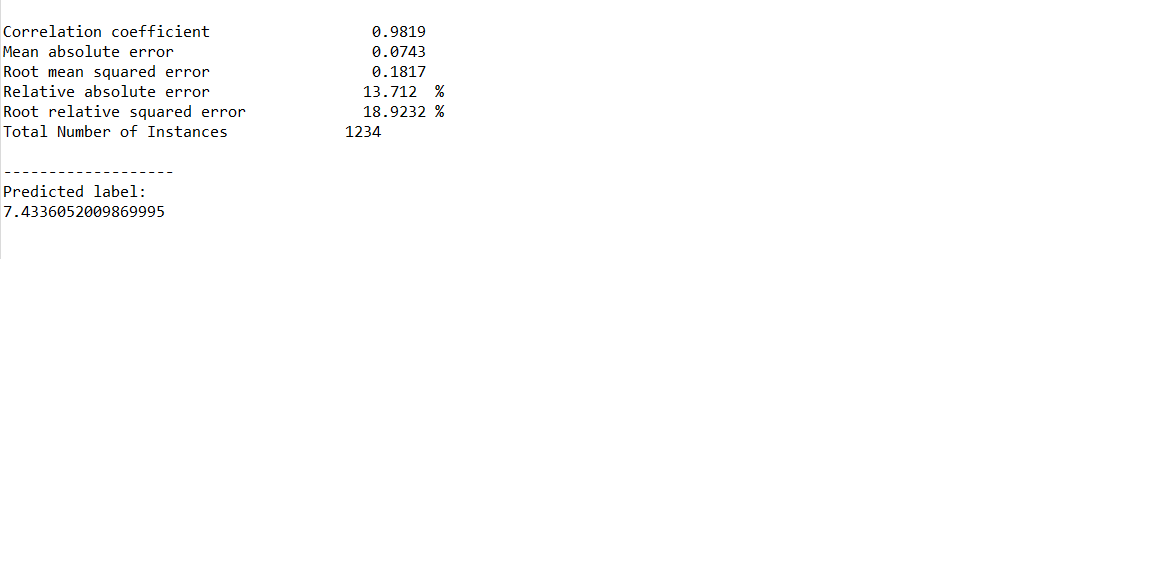 Correlation coefficient                  0.9819
Mean absolute error                      0.0743
Root mean squared error                  0.1817
Relative absolute error                 13.712  %
Root relative squared error             18.9232 %
Total Number of Instances             1234
-------------------
Predicted label:
7.4336052009869995